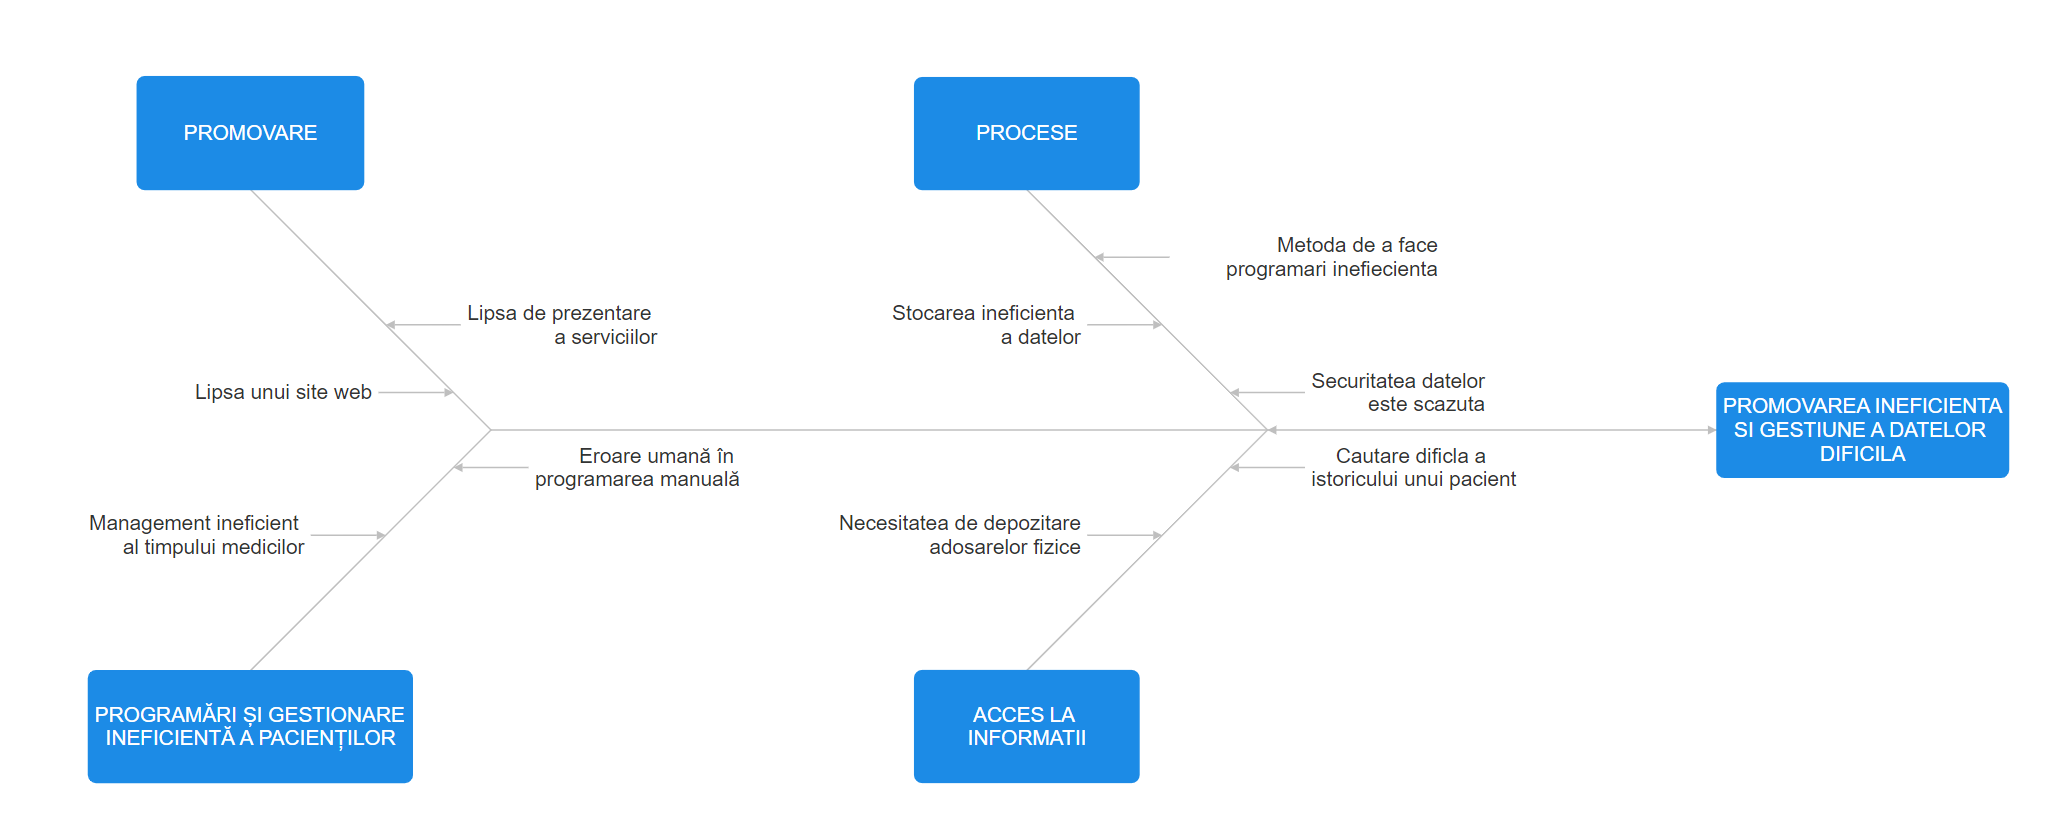 PROMOVARE
PROCESE
Metoda de a face
programari inefiecienta
Lipsa de prezentare
a serviciilor
Stocarea ineficienta
a datelor
Lipsa unui site web
Securitatea datelor
este scazuta
PROMOVAREA INEFICIENTA
SI GESTIUNE A DATELOR
DIFICILA
Eroare umană în
programarea manuală
Cautare dificla a
istoricului unui pacient
Management ineficient
al timpului medicilor
Necesitatea de depozitare
adosarelor fizice
PROGRAMĂRI ȘI GESTIONARE
INEFICIENTĂ A PACIENȚILOR
ACCES LA
INFORMATII